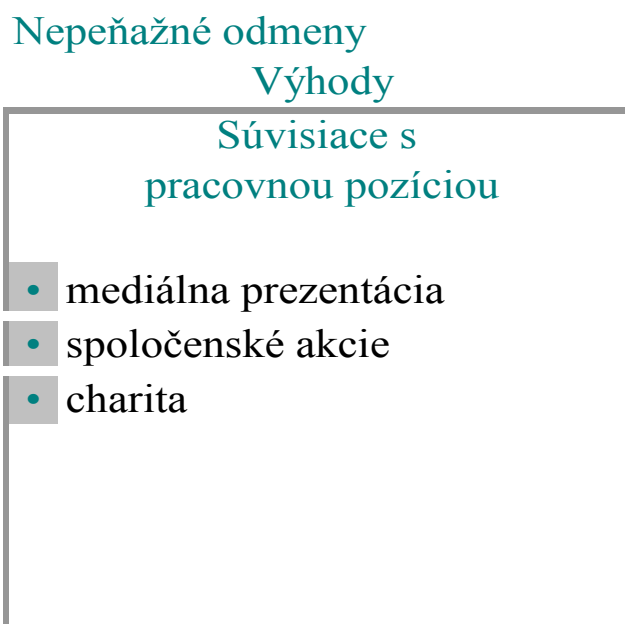 Nepeňažné odmeny
Výhody
Súvisiace s
pracovnou pozíciou
• mediálna prezentácia
• spoločenské akcie
• charita